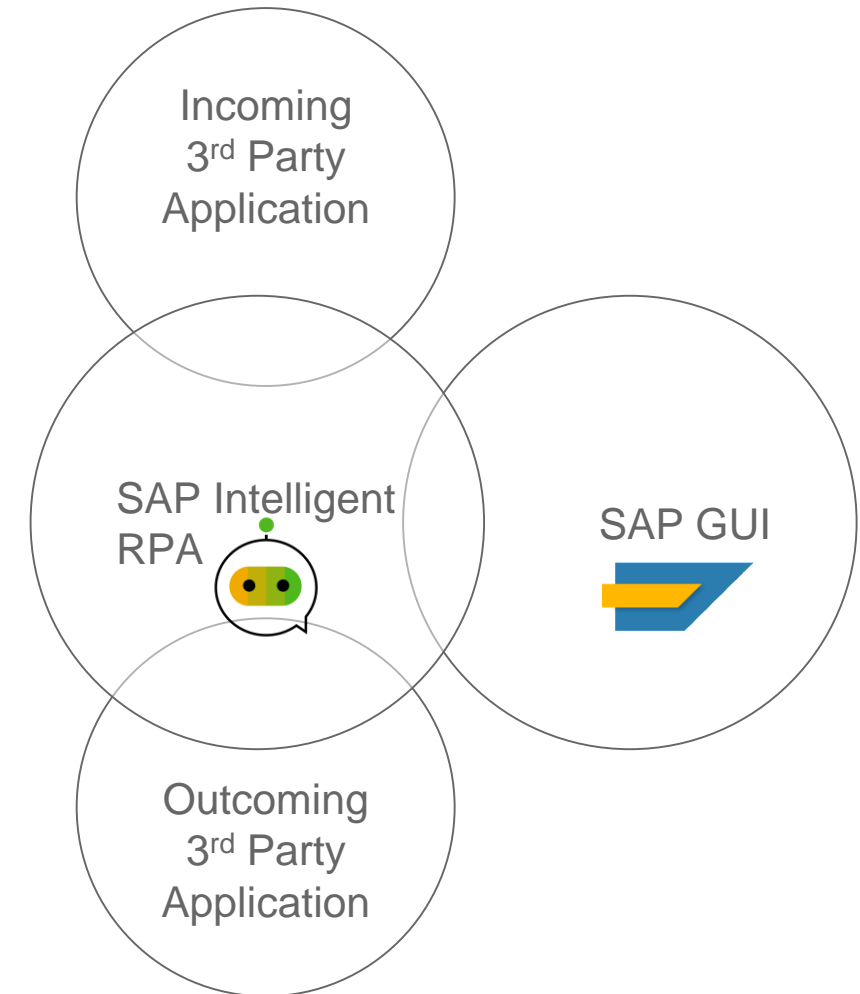 Incoming
3rd Party
Application
SAP Intelligent
RPA
SAP GUI
Outcoming
3rd Party
Application